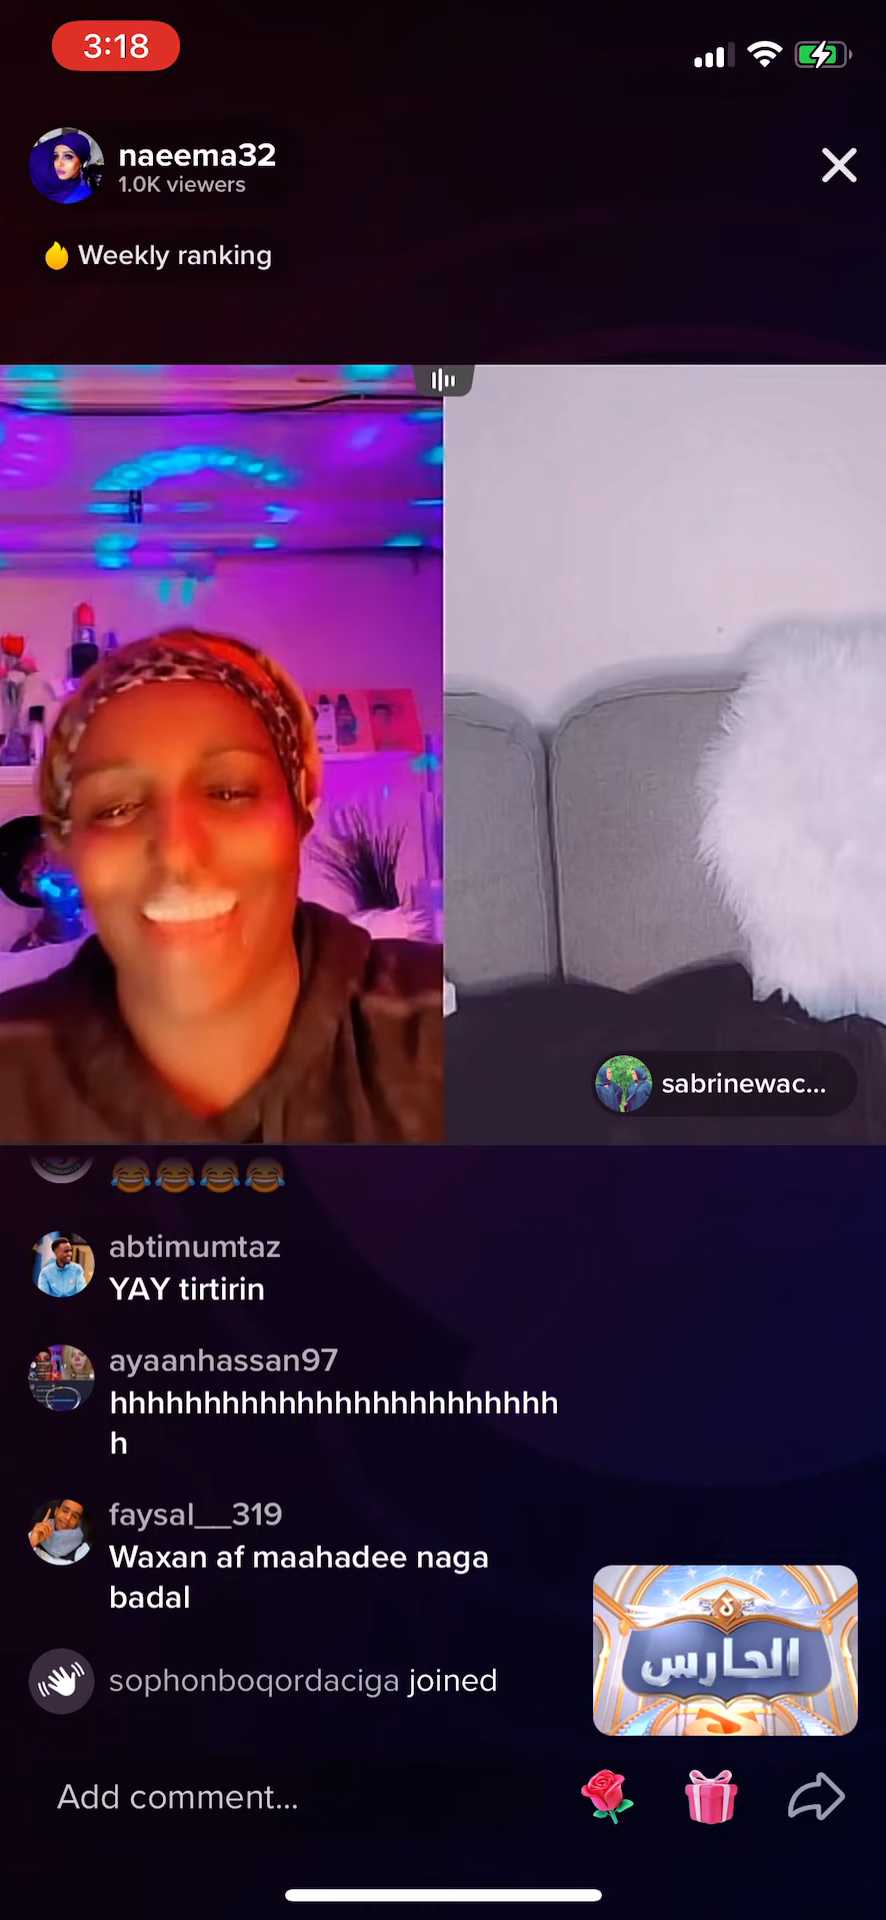 3:18
naeema32
1.0K viewers
Weekly ranking
sabrinewac...
😂😂😂😂
abtimumtaz
YAY tirtirin
ayaanhassan97
hhhhhhhhhhhhhhhhhhhhhhhhh
h
faysal__319
Waxan af maahadee naga
badal
الحارس
sophonboqordaciga joined
Add comment...